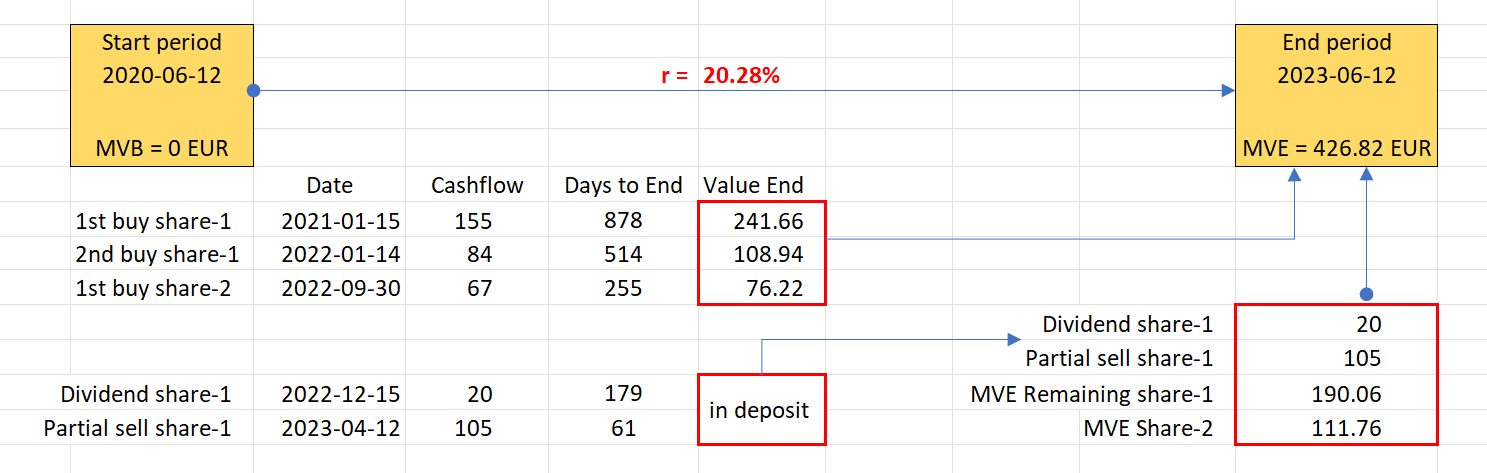 Start period
2020-06-12
MVB = 0 EUR
r = 20.28%
End period
2023-06-12
MVE = 426.82 EUR
Date Cashflow Days to End Value End
1st buy share-1 2021-01-15 155 878 241.66
2nd buy share-1 2022-01-14 84 514 108.94
1st buy share-2 2022-09-30 67 255 76.22
Dividend share-1 20
Partial sell share-1 105
Dividend share-1 2022-12-15 20 179
in deposit
MVE Remaining share-1 190.06
Partial sell share-1 2023-04-12 105 61
MVE Share-2 111.76